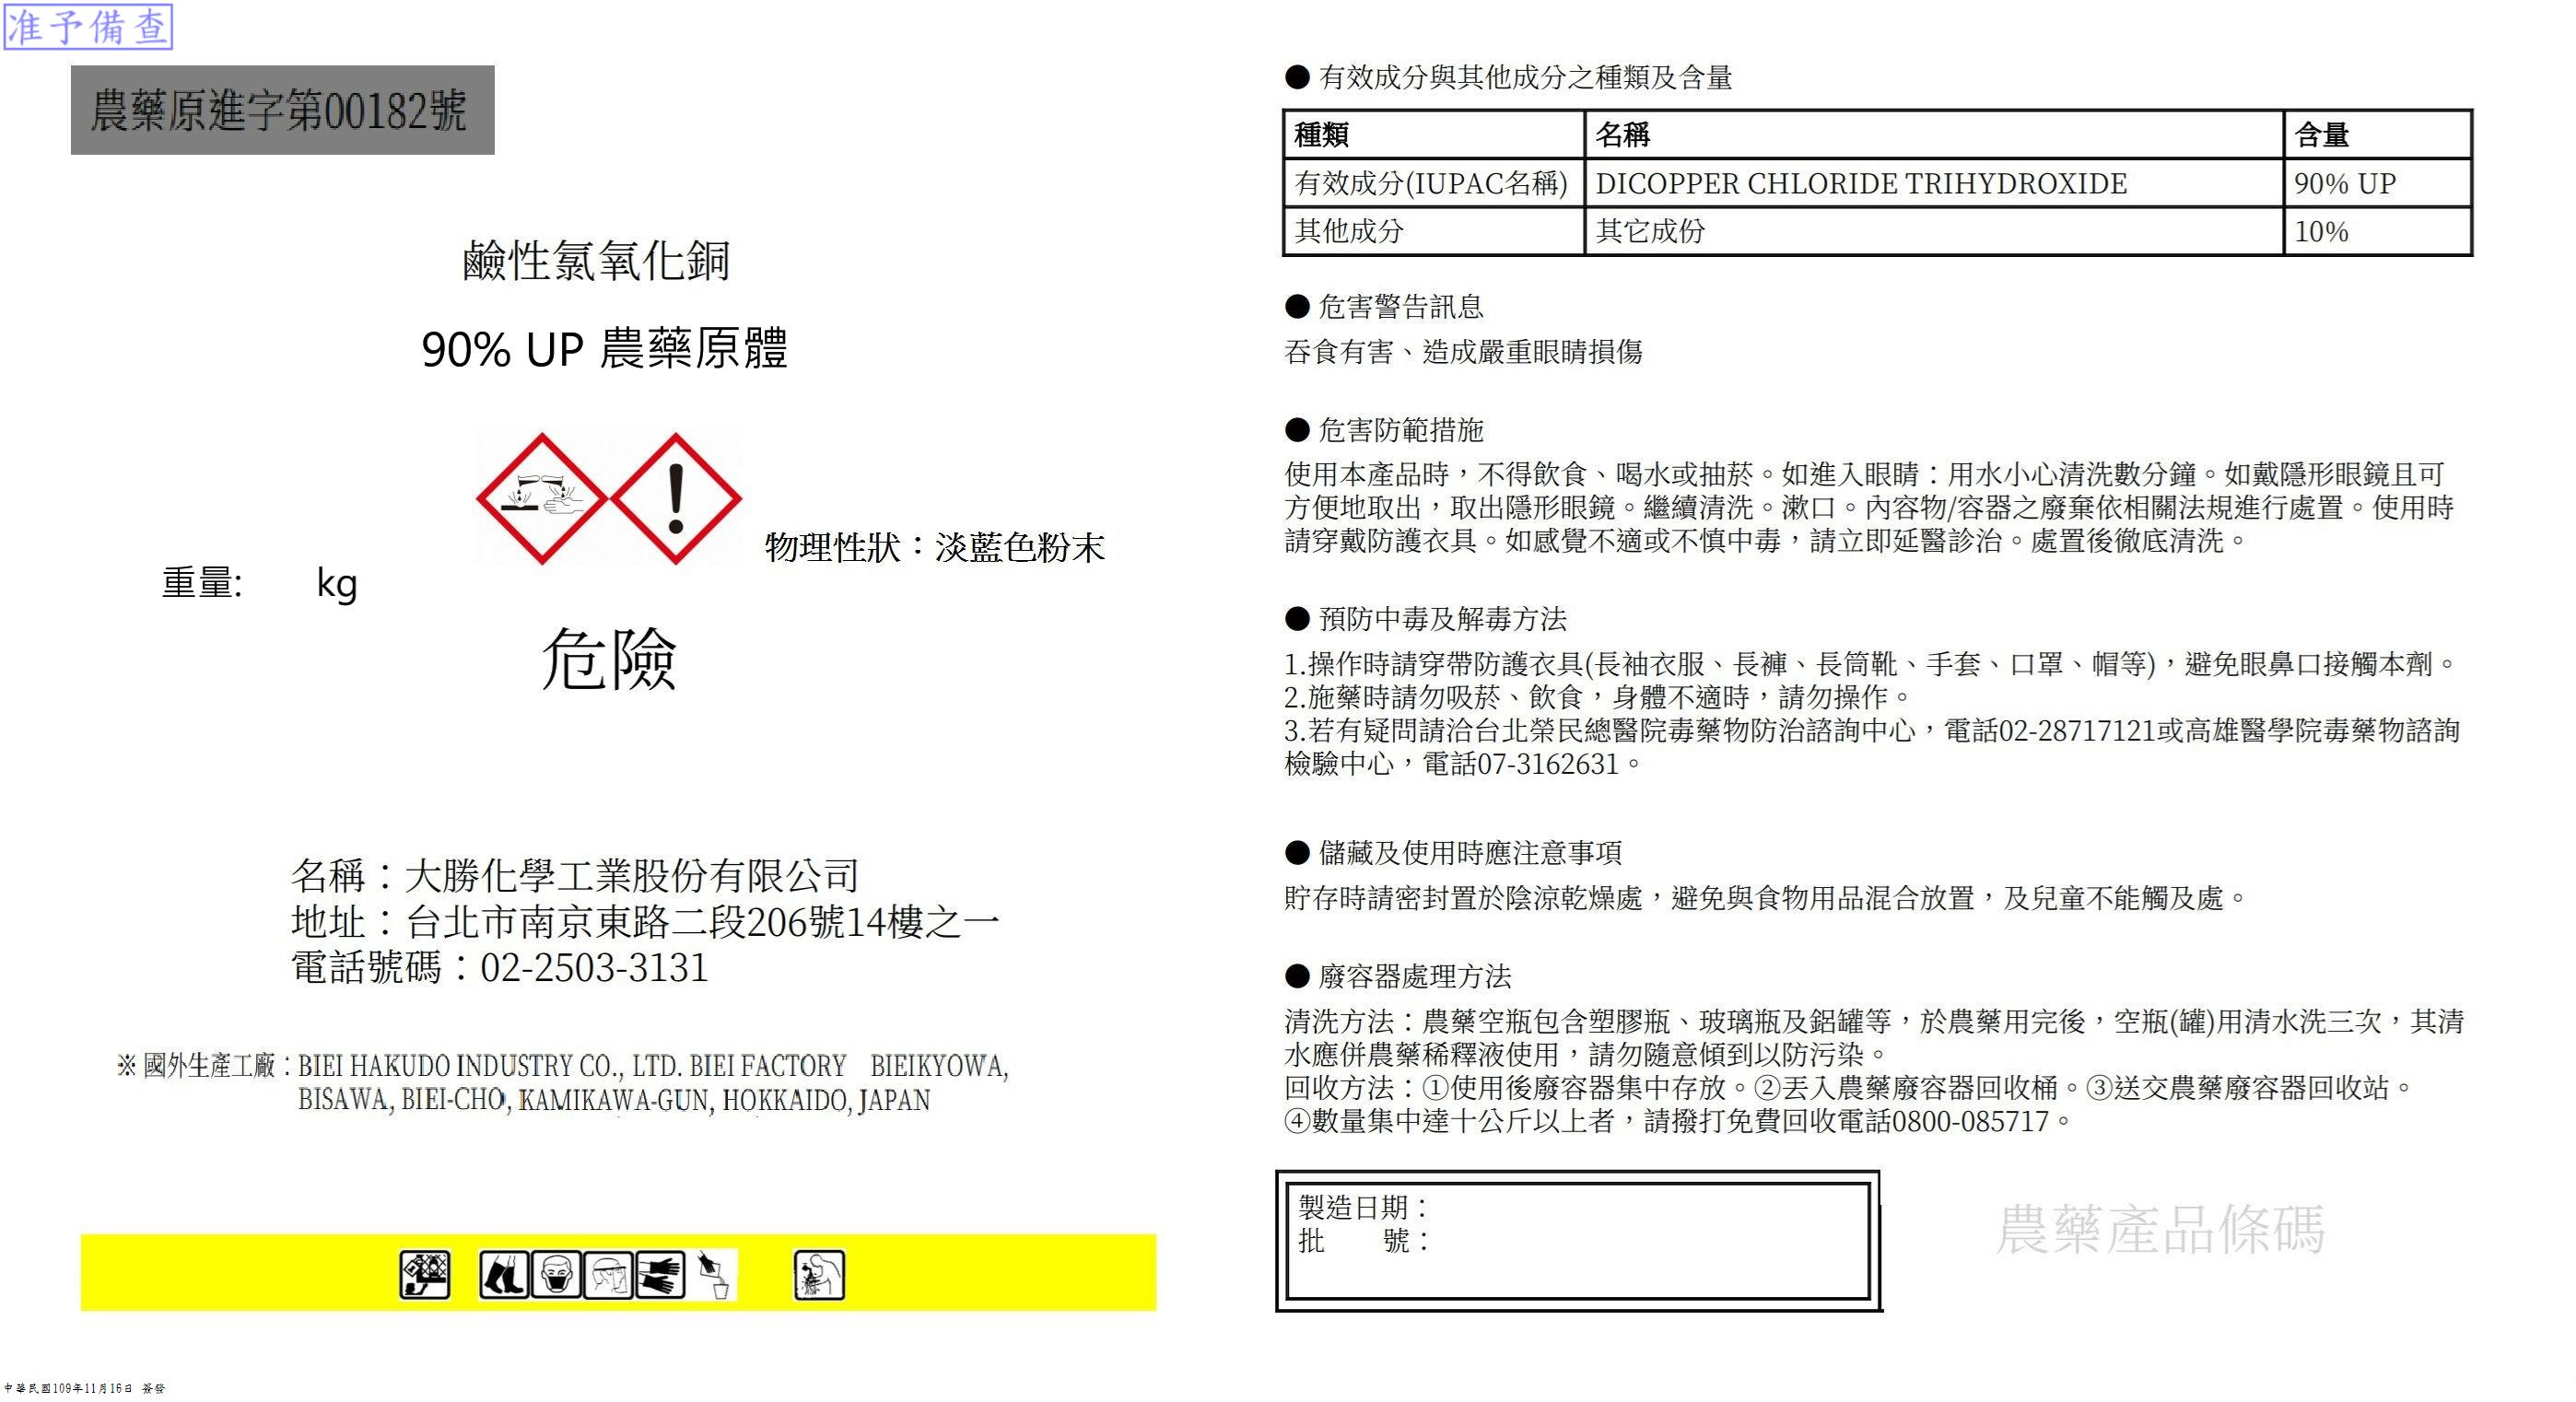 准予備查
農藥原進字第00182號
鹼性氯氧化銅
90% UP 農藥原體
物理性狀：淡藍色粉末
重量: kg
危險
名稱：大勝化學工業股份有限公司
地址：台北市南京東路二段206號14樓之一
電話號碼：02-2503-3131
※ 國外生產工廠：BIEI HAKUDO INDUSTRY CO., LTD. BIEI FACTORY BIEIKYOWA,
BISAWA, BIEI-CHO, KAMIKAWA-GUN, HOKKAIDO, JAPAN
中華民國109年11月16日 簽發
● 有效成分與其他成分之種類及含量
種類 名稱 含量
有效成分(IUPAC名稱) DICOPPER CHLORIDE TRIHYDROXIDE 90% UP
其他成分 其它成份 10%
● 危害警告訊息
吞食有害、造成嚴重眼睛損傷
● 危害防範措施
使用本產品時，不得飲食、喝水或抽菸。如進入眼睛：用水小心清洗數分鐘。如戴隱形眼鏡且可
方便地取出，取出隱形眼鏡。繼續清洗。漱口。內容物/容器之廢棄依相關法規進行處置。使用時
請穿戴防護衣具。如感覺不適或不慎中毒，請立即延醫診治。處置後徹底清洗。
● 預防中毒及解毒方法
1.操作時請穿帶防護衣具(長袖衣服、長褲、長筒靴、手套、口罩、帽等)，避免眼鼻口接觸本劑。
2.施藥時請勿吸菸、飲食，身體不適時，請勿操作。
3.若有疑問請洽台北榮民總醫院毒藥物防治諮詢中心，電話02-28717121或高雄醫學院毒藥物諮詢
檢驗中心，電話07-3162631。
● 儲藏及使用時應注意事項
貯存時請密封置於陰涼乾燥處，避免與食物用品混合放置，及兒童不能觸及處。
● 廢容器處理方法
清洗方法：農藥空瓶包含塑膠瓶、玻璃瓶及鋁罐等，於農藥用完後，空瓶(罐)用清水洗三次，其清
水應併農藥稀釋液使用，請勿隨意傾到以防污染。
回收方法：①使用後廢容器集中存放。②丟入農藥廢容器回收桶。③送交農藥廢容器回收站。
④數量集中達十公斤以上者，請撥打免費回收電話0800-085717。
製造日期：
批 號：
農藥產品條碼